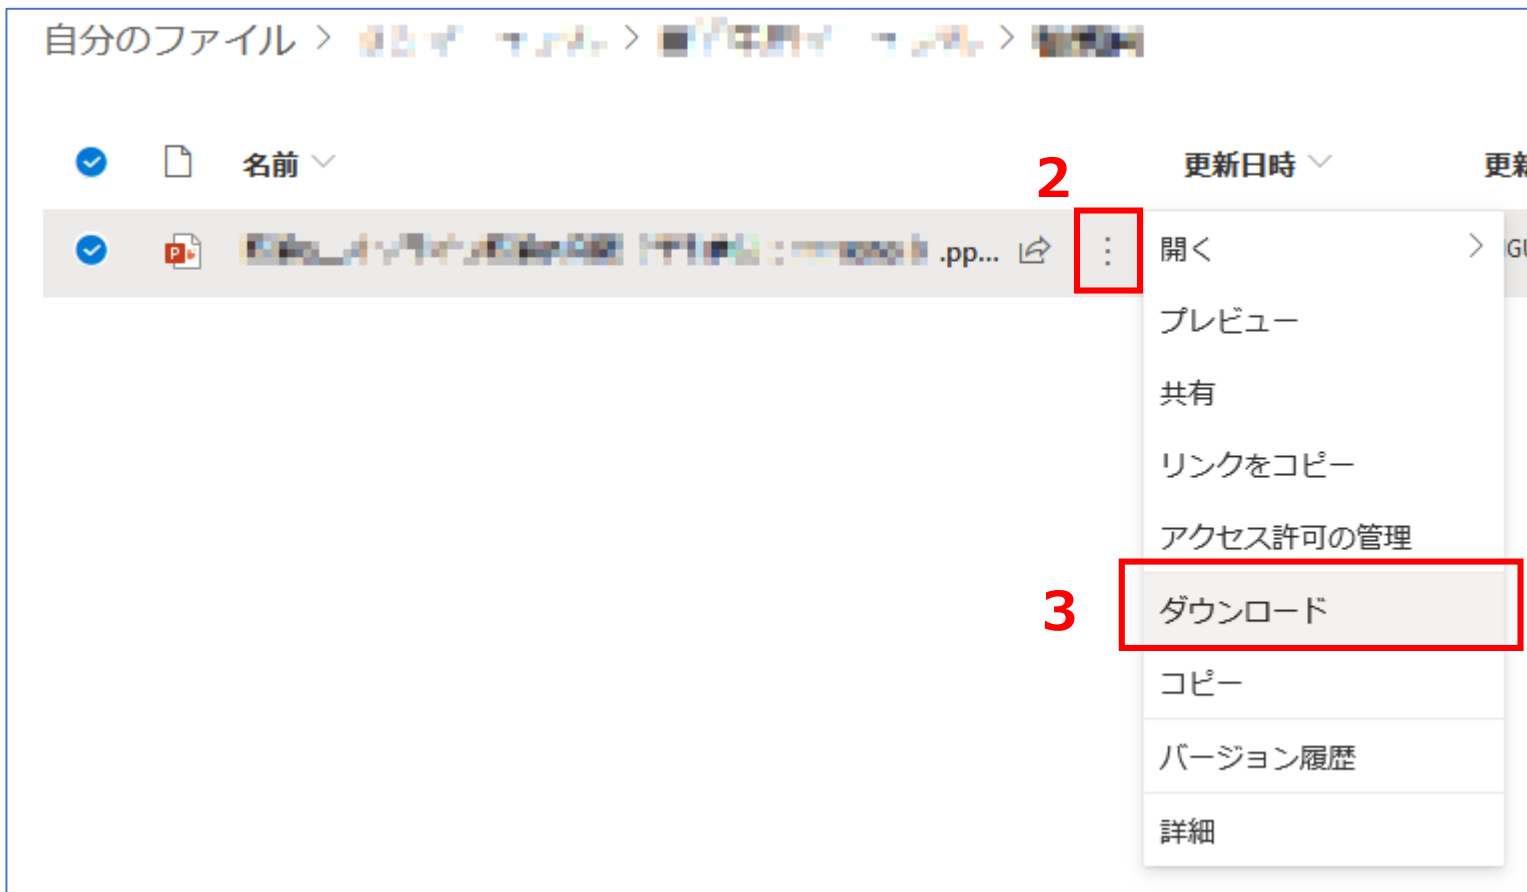 自分のファイル > > >
名前 更新日時 更新
2
.pp...
開く
GU
プレビュー
共有
リンクをコピー
アクセス許可の管理
3
ダウンロード
コピー
バージョン履歴
詳細